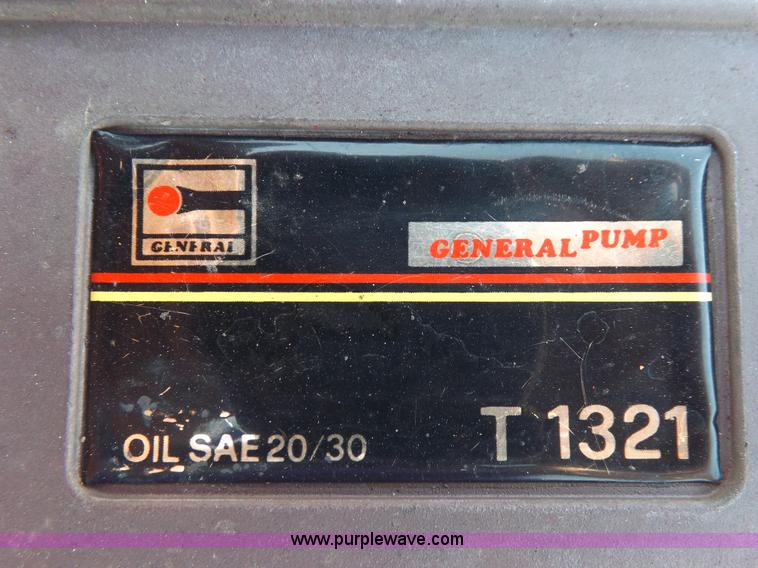 GENERAL
GENERAL PUMP
OIL SAE 20/30
T 1321
www.purplewave.com